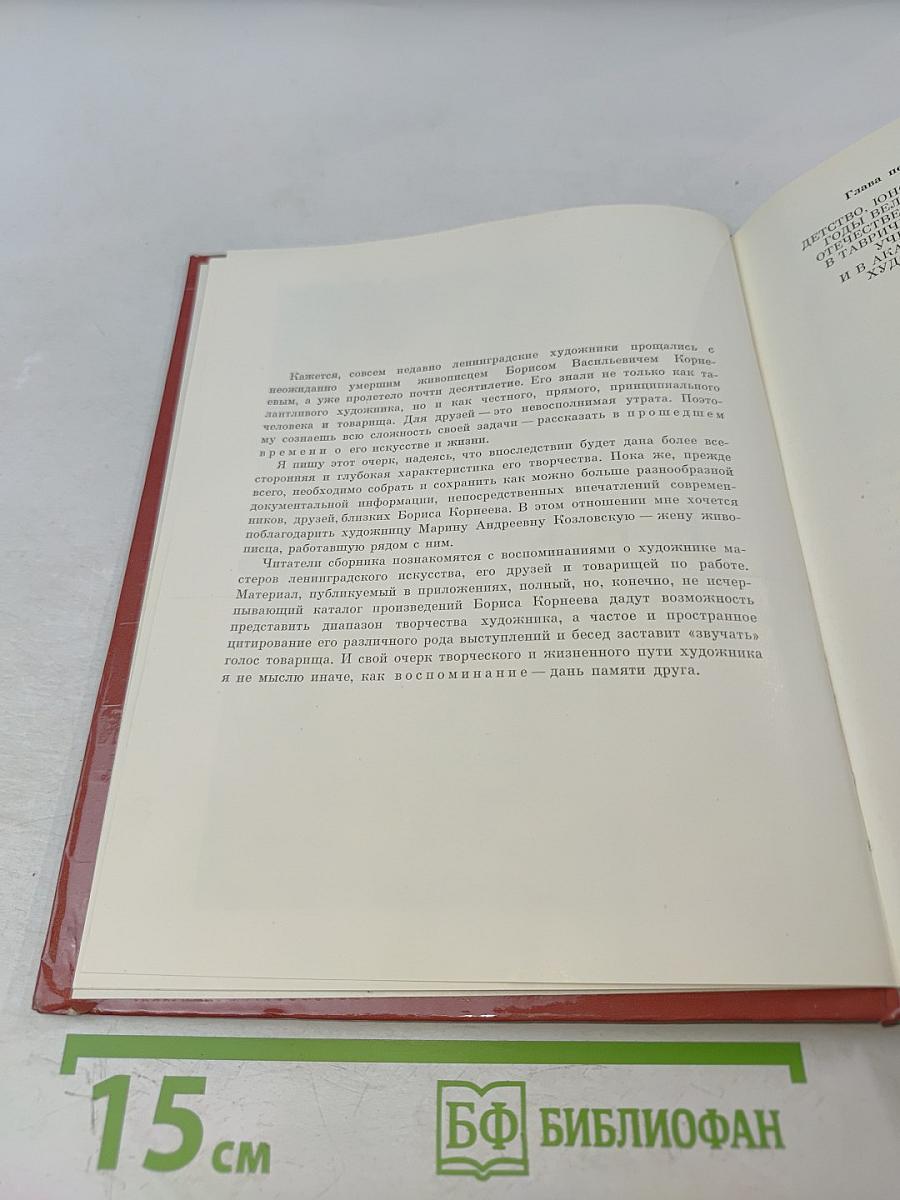 Кажется, совсем недавно ленинградские художники прощались с
неожиданно умершим живописцем Борисом Васильевичем Корне-
евым, а уже пролетело почти десятилетие. Его знали не только как та-
лантливого художника, но и как честного, прямого, принципиального
человека и товарища. Для друзей — это невосполнимая утрата. Поэто-
му сознаешь всю сложность своей задачи — рассказать в прошедшем
времени о его искусстве и жизни.
Я пишу этот очерк, надеясь, что впоследствии будет дана более все-
сторонняя и глубокая характеристика его творчества. Пока же, прежде
всего, необходимо собрать и сохранить как можно больше разнообразной
документальной информации, непосредственных впечатлений современ-
ников, друзей, близких Бориса Корнеева. В этом отношении мне хочется
поблагодарить художницу Марину Андреевну Козловскую — жену живо-
писца, работавшую рядом с ним.
Читатели сборника познакомятся с воспоминаниями о художнике ма-
стеров ленинградского искусства, его друзей и товарищей по работе.
Материал, публикуемый в приложениях, полный, но, конечно, не исчер-
пывающий каталог произведений Бориса Корнеева дадут возможность
представить диапазон творчества художника, а частое и пространное
цитирование его различного рода выступлений и бесед заставит «звучать»
голос товарища. И свой очерк творческого и жизненного пути художника
я не мыслю иначе, как воспоминание — дань памяти друга.
Глава
ДЕТСТВО,
ГОДЫ
В
И В
15 см
БФ БИБЛИОФАН